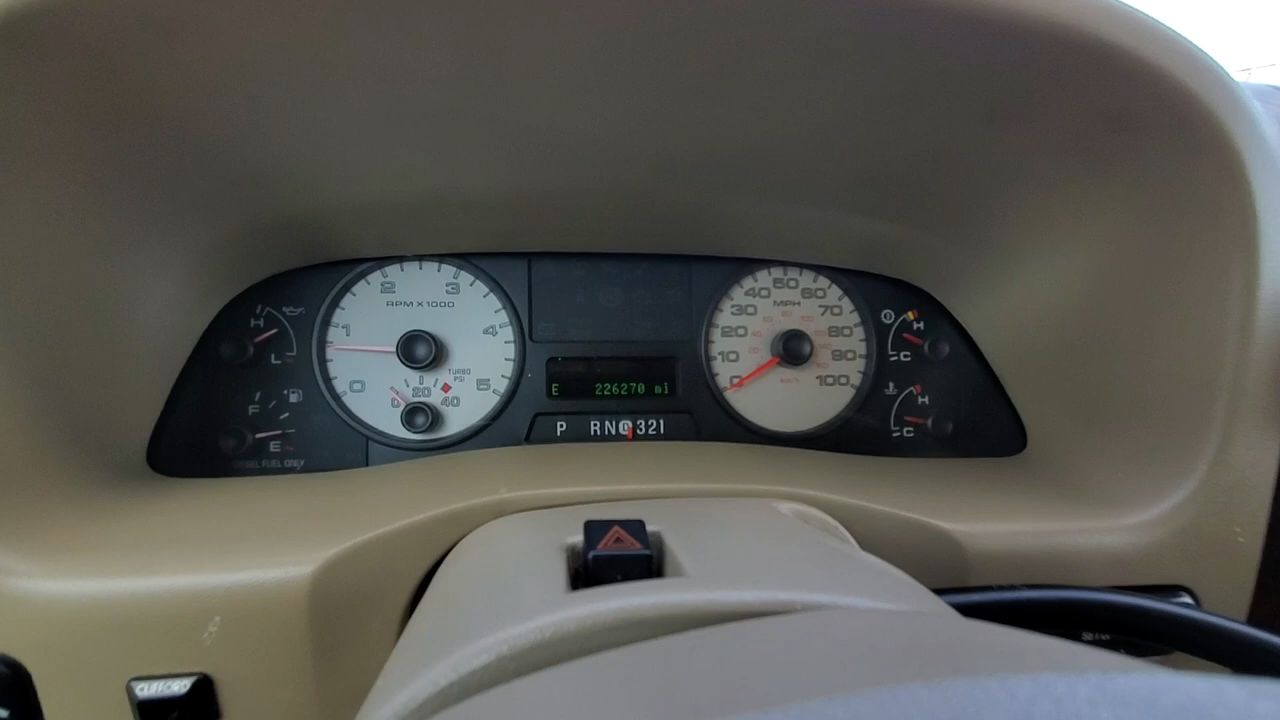 H
L
F
E
DIESEL FUEL ONLY
RPM X1000
0 1 2 3 4 5
TURBO
PSI
0 20 40
E 226270 mi
P RN D 321
MPH
0 10 20 30 40 50 60 70 80 90 100
km/h
H
C
H
C
CLIFFORD